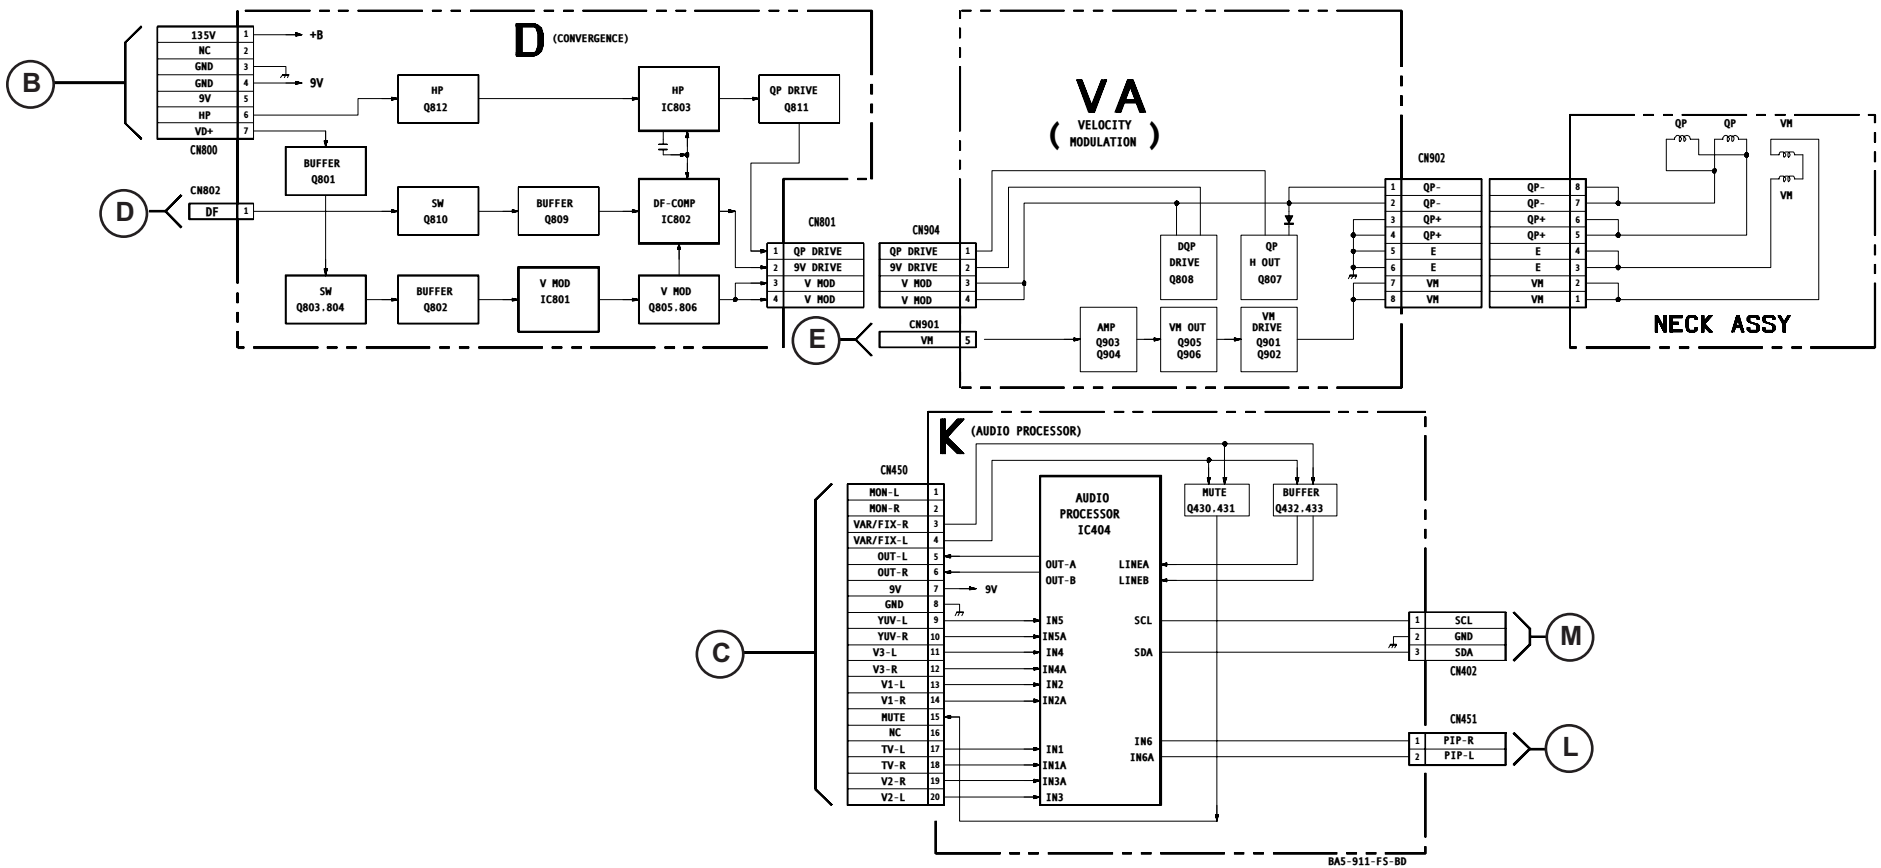 B
135V 1
NC 2
GND 3
GND 4
9V 5
HP 6
VD+ 7
CN800
+B
9V
D (CONVERGENCE)
HP
Q812
HP
IC803
QP DRIVE
Q811
BUFFER
Q801
D
CN802
DF 1
SW
Q810
BUFFER
Q809
DF-COMP
IC802
SW
Q803.804
BUFFER
Q802
V MOD
IC801
V MOD
Q805.806
CN801
1 QP DRIVE
2 9V DRIVE
3 V MOD
4 V MOD
VA
( VELOCITY
MODULATION )
CN904
QP DRIVE 1
9V DRIVE 2
V MOD 3
V MOD 4
E
CN901
VM 5
DQP
DRIVE
Q808
QP
H OUT
Q807
AMP
Q903
Q904
VM OUT
Q905
Q906
VM
DRIVE
Q901
Q902
CN902
1 QP-
2 QP-
3 QP+
4 QP+
5 E
6 E
7 VM
8 VM
QP- 8
QP- 7
QP+ 6
QP+ 5
E 4
E 3
VM 2
VM 1
QP
QP
VM
VM
NECK ASSY
K (AUDIO PROCESSOR)
C
CN450
MON-L 1
MON-R 2
VAR/FIX-R 3
VAR/FIX-L 4
OUT-L 5
OUT-R 6
9V 7
GND 8
YUV-L 9
YUV-R 10
V3-L 11
V3-R 12
V1-L 13
V1-R 14
MUTE 15
NC 16
TV-L 17
TV-R 18
V2-R 19
V2-L 20
9V
AUDIO
PROCESSOR
IC404
OUT-A
OUT-B
IN5
IN5A
IN4
IN4A
IN2
IN2A
IN1
IN1A
IN3A
IN3
LINEA
LINEB
SCL
SDA
IN6
IN6A
MUTE
Q430.431
BUFFER
Q432.433
1 SCL
2 GND
3 SDA
CN402
M
CN451
1 PIP-R
2 PIP-L
L
BA5-911-FS-BD